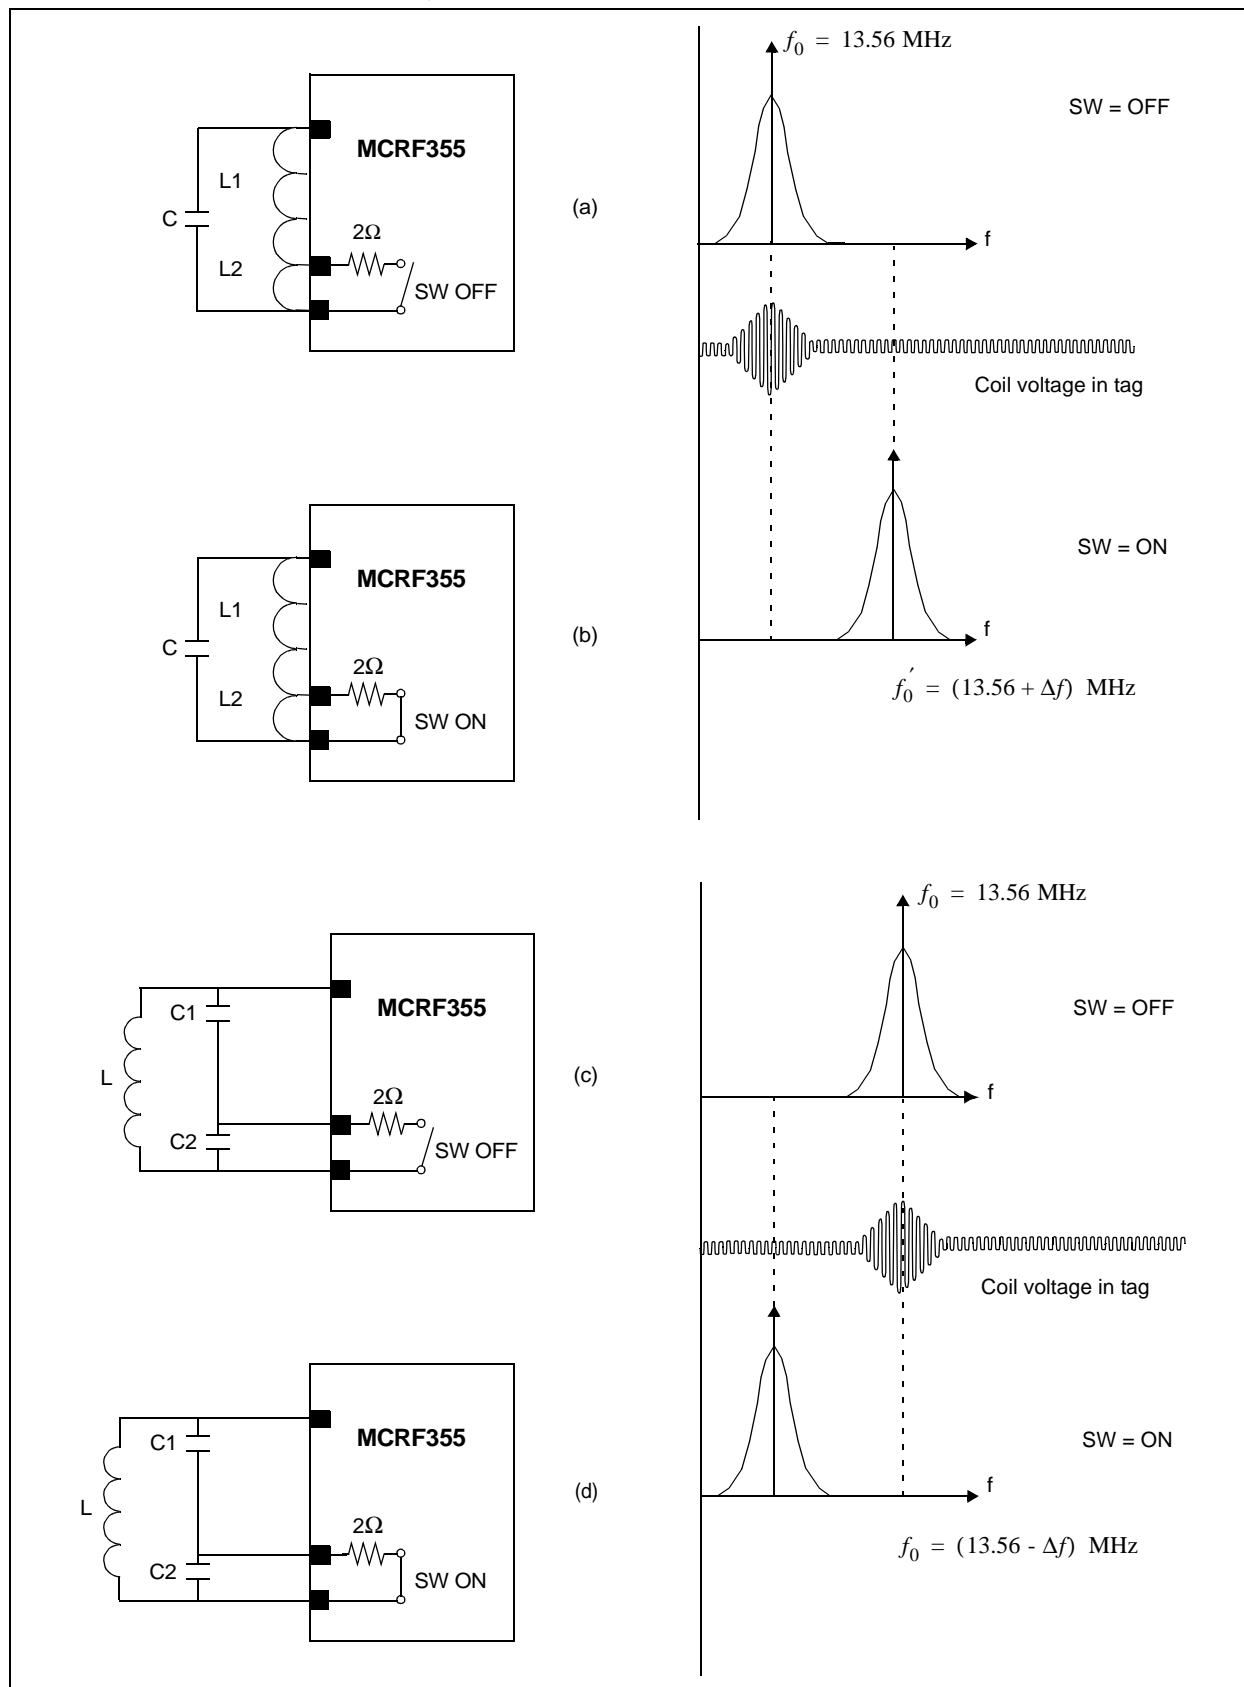 f0 = 13.56 MHz
SW = OFF
MCRF355
L1
C
2Ω
(a)
L2
SW OFF
f
Coil voltage in tag
MCRF355
L1
C
2Ω
(b)
L2
SW ON
SW = ON
f
f0′ = (13.56 + Δf) MHz
f0 = 13.56 MHz
SW = OFF
MCRF355
C1
L
2Ω
(c)
C2
SW OFF
f
Coil voltage in tag
MCRF355
C1
L
2Ω
(d)
C2
SW ON
SW = ON
f
f0 = (13.56 - Δf) MHz